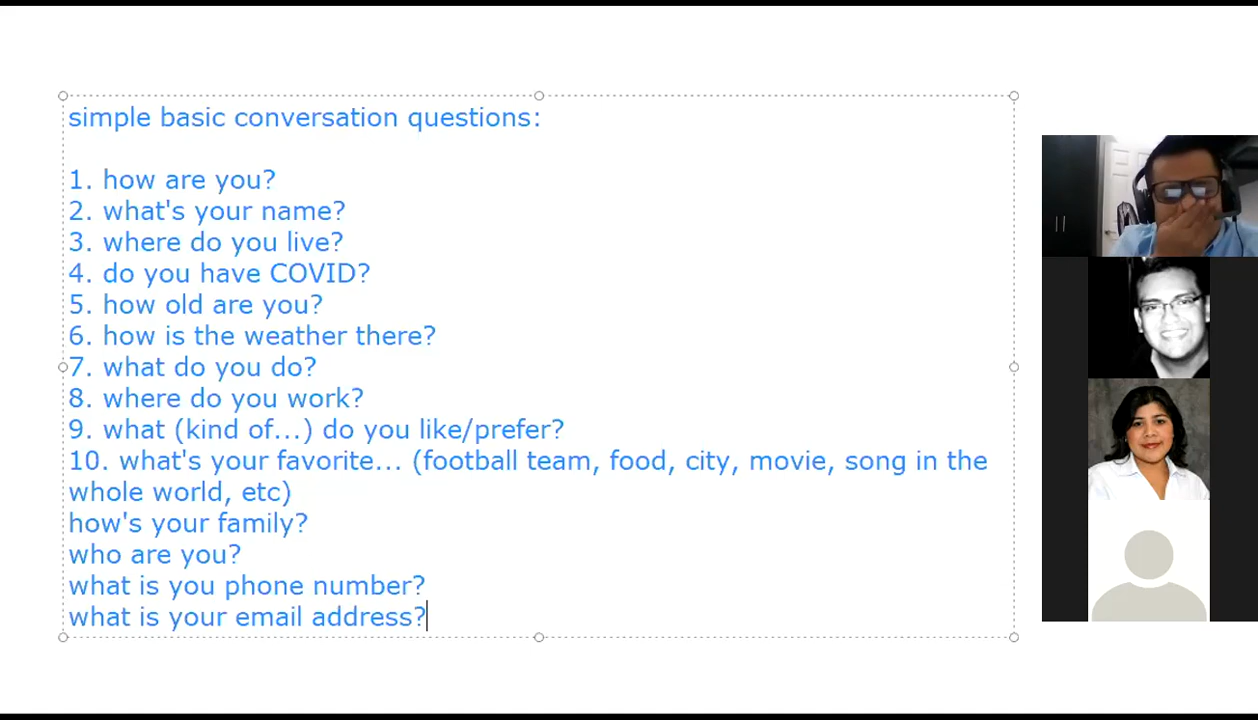 simple basic conversation questions:
1. how are you?
2. what's your name?
3. where do you live?
4. do you have COVID?
5. how old are you?
6. how is the weather there?
7. what do you do?
8. where do you work?
9. what (kind of...) do you like/prefer?
10. what's your favorite... (football team, food, city, movie, song in the
whole world, etc)
how's your family?
who are you?
what is you phone number?
what is your email address?